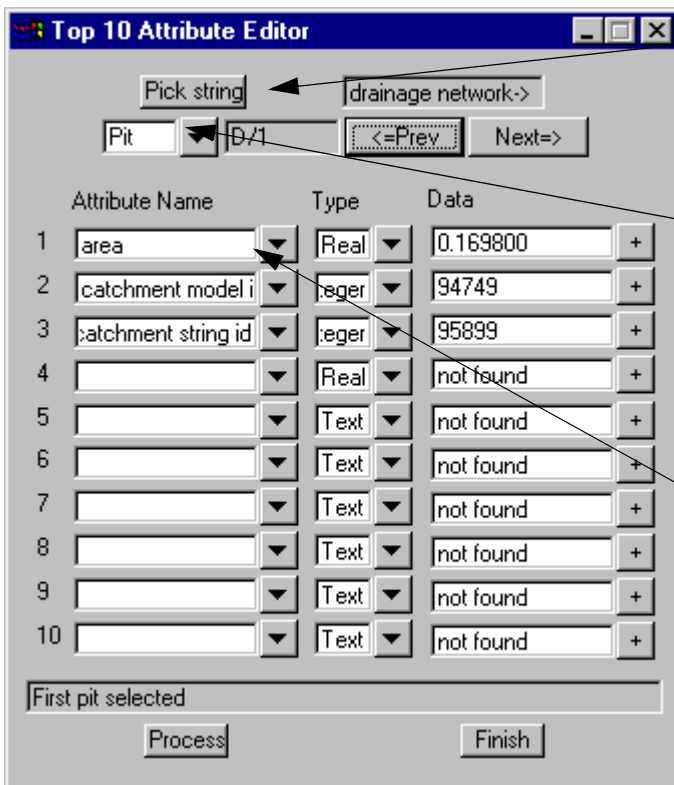 Top 10 Attribute Editor
Pick string drainage network->
Pit D/1 <=Prev Next=>
Attribute Name Type Data
1 area Real 0.169800 +
2 catchment model i teger 94749 +
3 catchment string id teger 95899 +
4 Real not found +
5 Text not found +
6 Text not found +
7 Text not found +
8 Text not found +
9 Text not found +
10 Text not found +
First pit selected
Process Finish